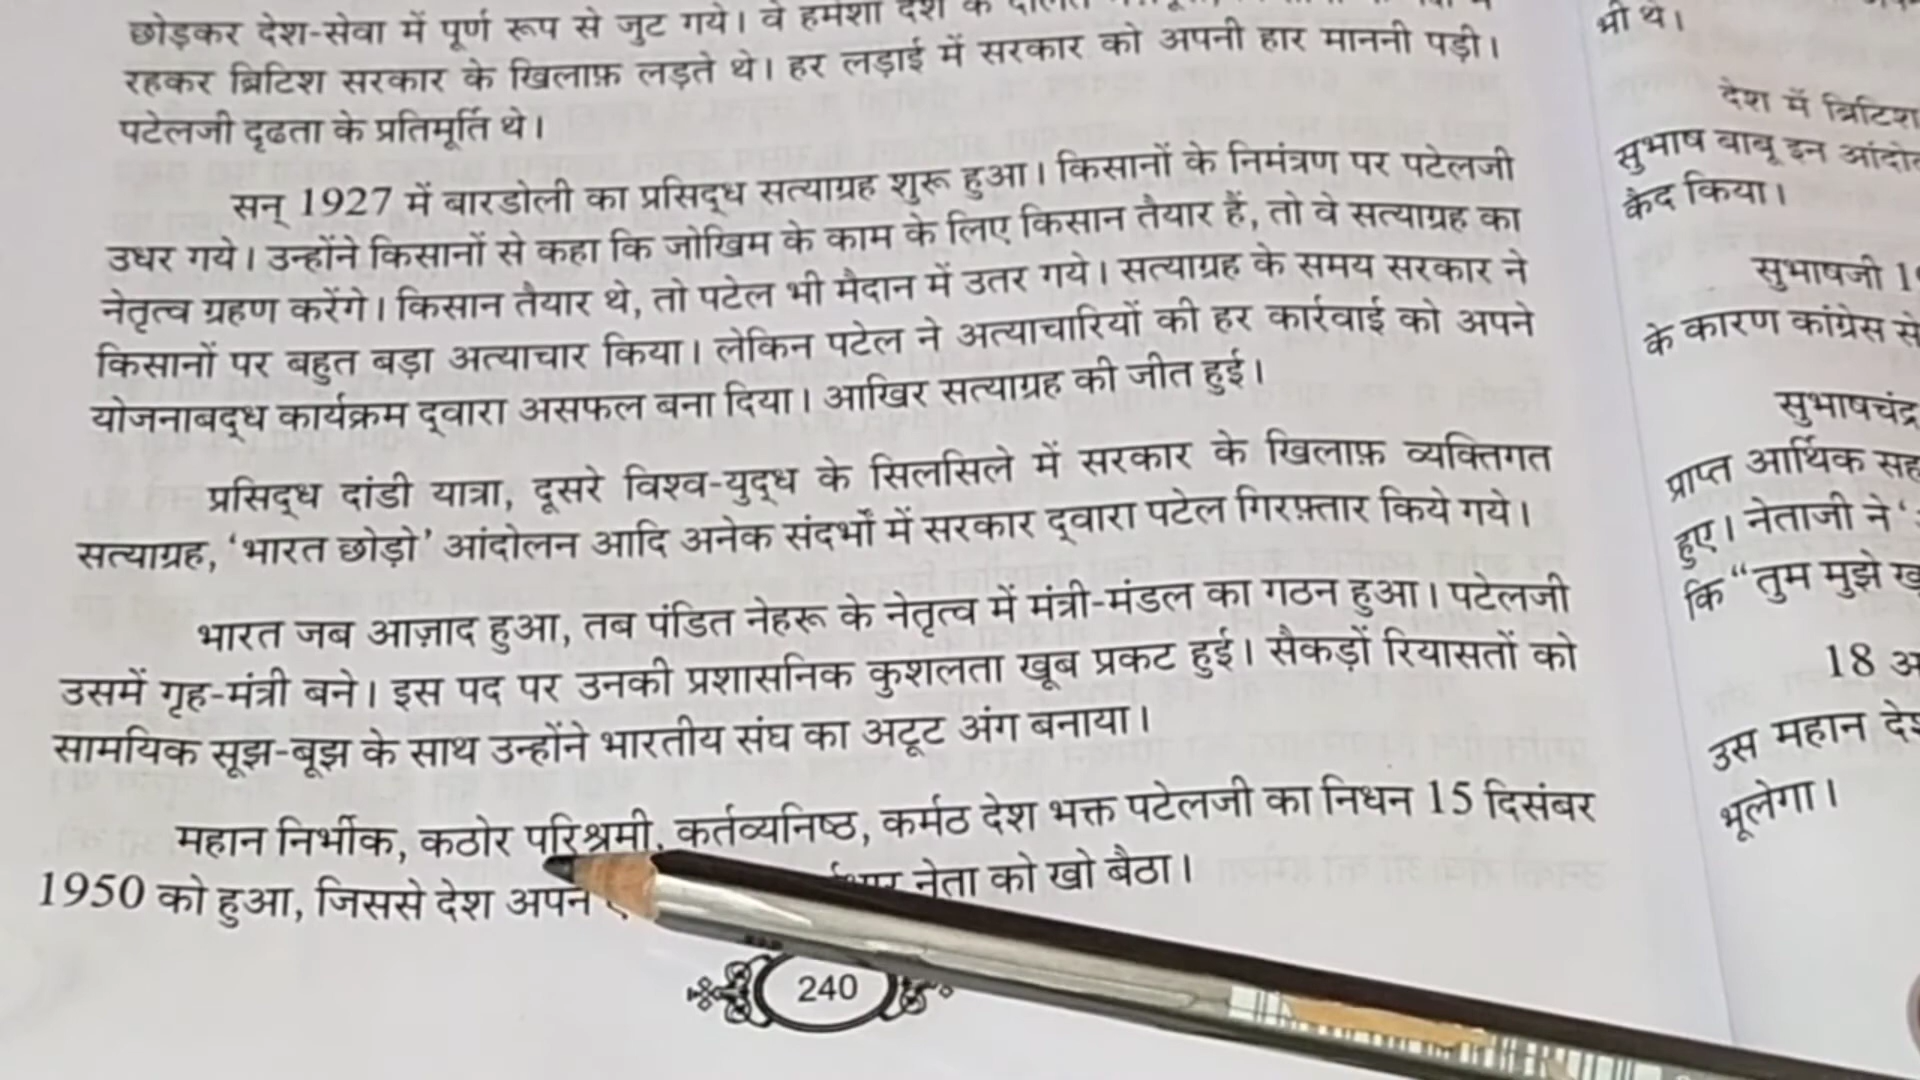 छोड़कर देश-सेवा में पूर्ण रूप से जुट गये। वे हमेशा देश के
रहकर ब्रिटिश सरकार के खिलाफ़ लड़ते थे। हर लड़ाई में सरकार को अपनी हार माननी पड़ी।
पटेलजी दृढता के प्रतिमूर्ति थे।
सन् 1927 में बारडोली का प्रसिद्ध सत्याग्रह शुरू हुआ। किसानों के निमंत्रण पर पटेलजी
उधर गये। उन्होंने किसानों से कहा कि जोखिम के काम के लिए किसान तैयार हैं, तो वे सत्याग्रह का
नेतृत्व ग्रहण करेंगे। किसान तैयार थे, तो पटेल भी मैदान में उतर गये। सत्याग्रह के समय सरकार ने
किसानों पर बहुत बड़ा अत्याचार किया। लेकिन पटेल ने अत्याचारियों की हर कार्रवाई को अपने
योजनाबद्ध कार्यक्रम द्वारा असफल बना दिया। आखिर सत्याग्रह की जीत हुई।
प्रसिद्ध दांडी यात्रा, दूसरे विश्व-युद्ध के सिलसिले में सरकार के खिलाफ़ व्यक्तिगत
सत्याग्रह, ‘भारत छोड़ो’ आंदोलन आदि अनेक संदर्भों में सरकार द्वारा पटेल गिरफ़्तार किये गये।
भारत जब आज़ाद हुआ, तब पंडित नेहरू के नेतृत्व में मंत्री-मंडल का गठन हुआ। पटेलजी
उसमें गृह-मंत्री बने। इस पद पर उनकी प्रशासनिक कुशलता खूब प्रकट हुई। सैकड़ों रियासतों को
सामयिक सूझ-बूझ के साथ उन्होंने भारतीय संघ का अटूट अंग बनाया।
महान निर्भीक, कठोर परिश्रमी, कर्तव्यनिष्ठ, कर्मठ देश भक्त पटेलजी का निधन 15 दिसंबर
1950 को हुआ, जिससे देश अपने नेता को खो बैठा।
240
भी थे।
देश में ब्रिटिश
सुभाष बाबू इन
कैद किया।
सुभाषजी
के कारण कांग्रेस से
सुभाषचंद्र
प्राप्त आर्थिक
हुए। नेताजी ने
कि “तुम मुझे
18
उस महान
भूलेगा।